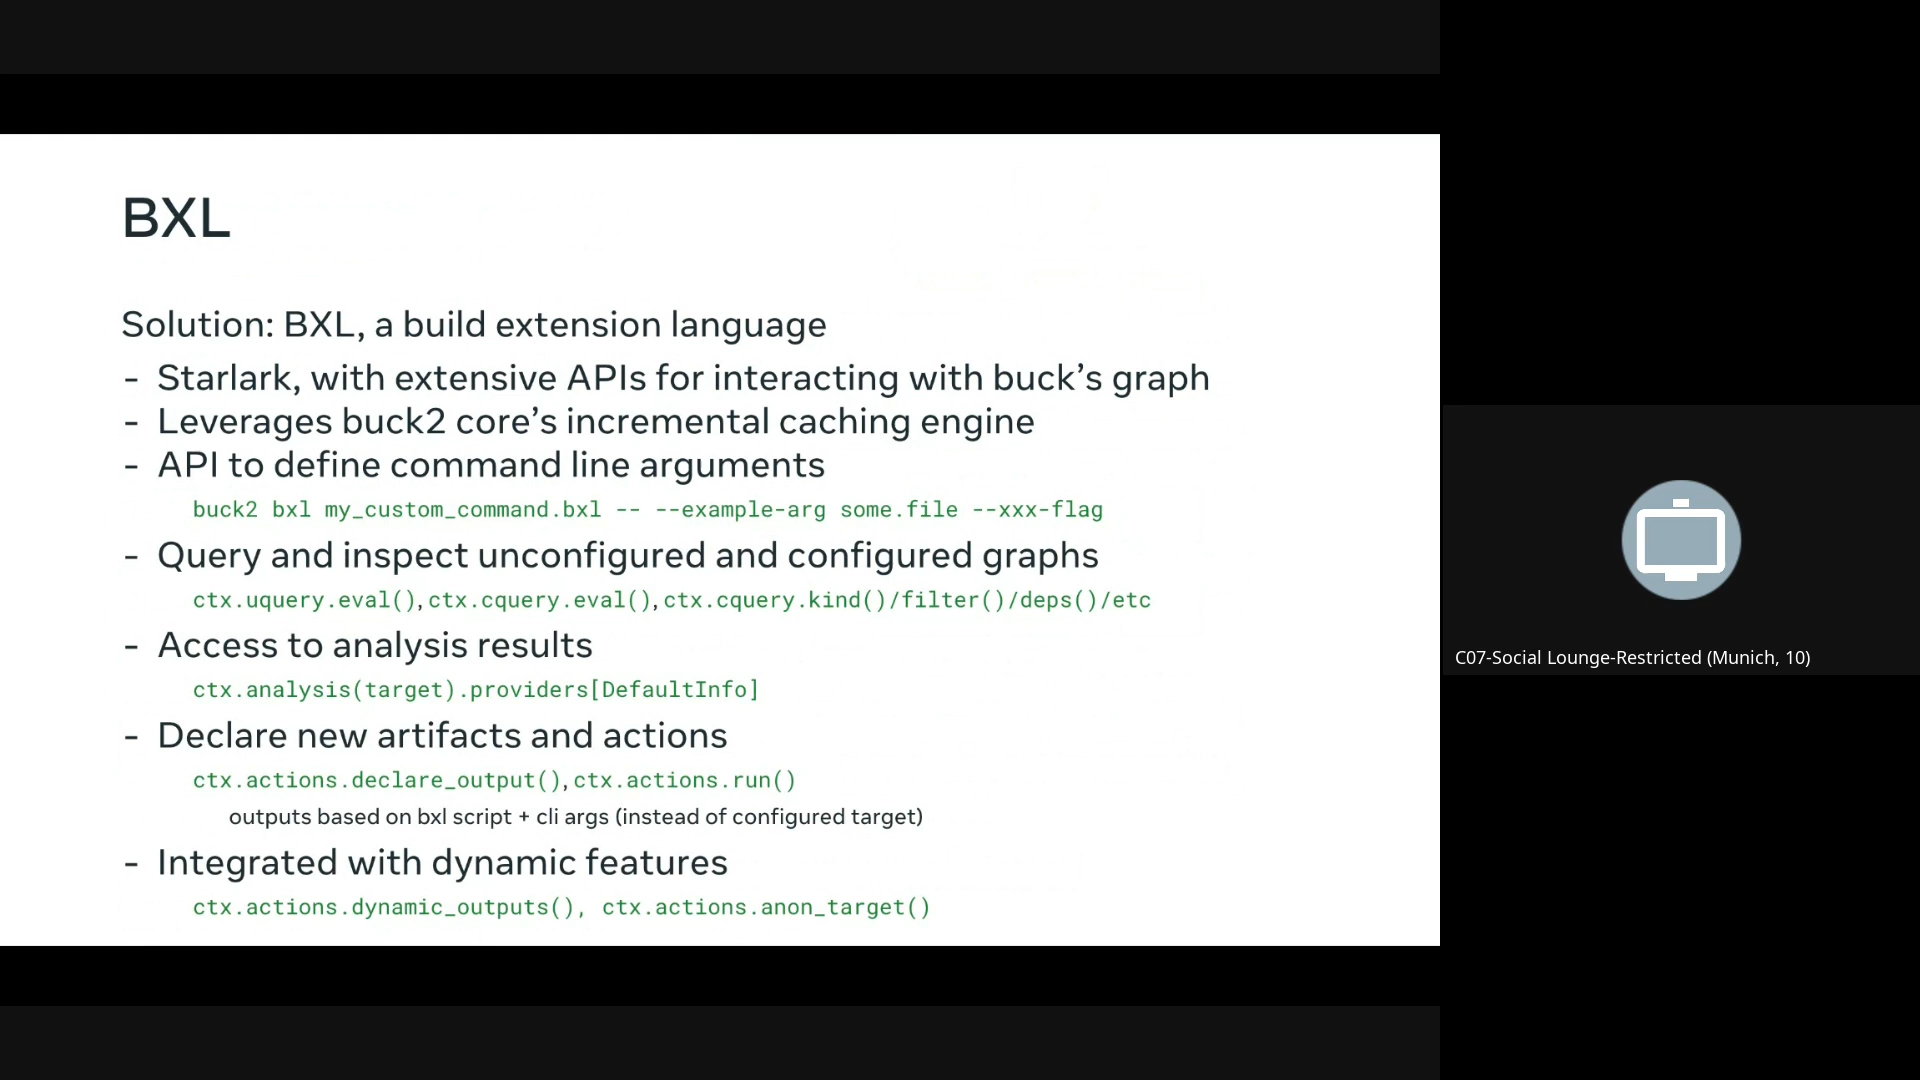 BXL
Solution: BXL, a build extension language
- Starlark, with extensive APIs for interacting with buck’s graph
- Leverages buck2 core’s incremental caching engine
- API to define command line arguments
buck2 bxl my_custom_command.bxl -- --example-arg some.file --xxx-flag
- Query and inspect unconfigured and configured graphs
ctx.uquery.eval(), ctx.cquery.eval(), ctx.cquery.kind()/filter()/deps()/etc
- Access to analysis results
ctx.analysis(target).providers[DefaultInfo]
- Declare new artifacts and actions
ctx.actions.declare_output(), ctx.actions.run()
outputs based on bxl script + cli args (instead of configured target)
- Integrated with dynamic features
ctx.actions.dynamic_outputs(), ctx.actions.anon_target()
C07-Social Lounge-Restricted (Munich, 10)